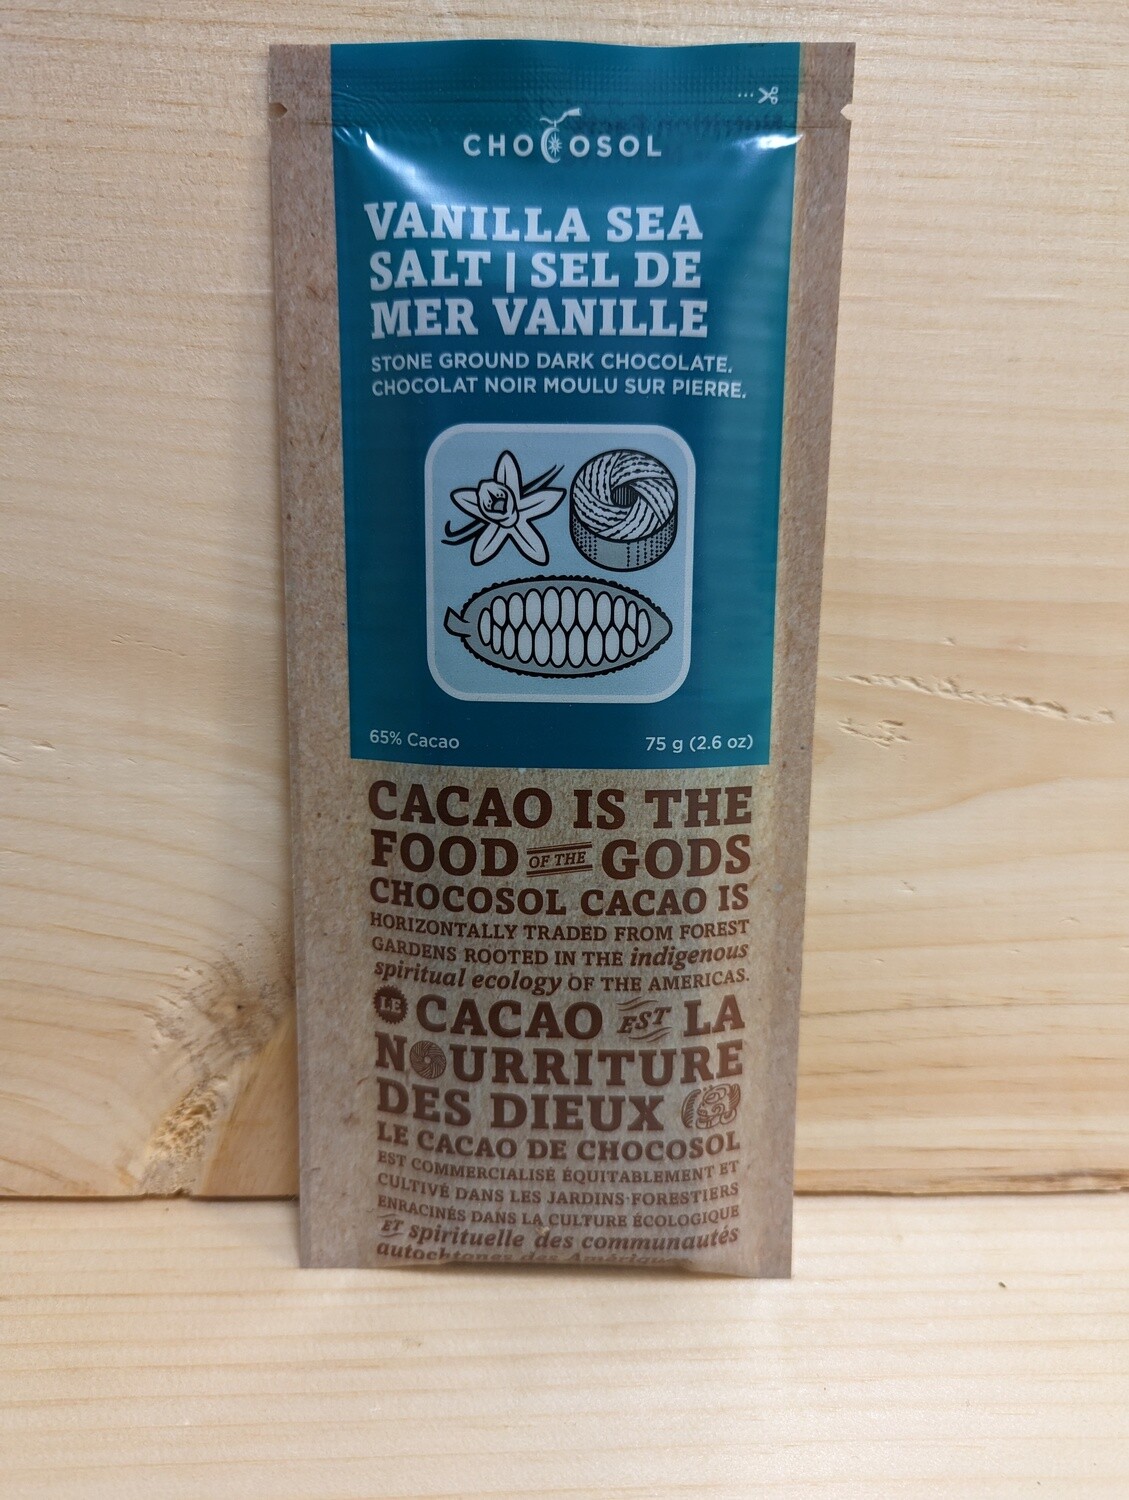 CHOCOSOL
VANILLA SEA
SALT | SEL DE
MER VANILLE
STONE GROUND DARK CHOCOLATE.
CHOCOLAT NOIR MOULU SUR PIERRE.
65% Cacao
75 g (2.6 oz)
CACAO IS THE
FOOD OF THE GODS
CHOCOSOL CACAO IS
HORIZONTALLY TRADED FROM FOREST
GARDENS ROOTED IN THE indigenous
spiritual ecology OF THE AMERICAS.
LE CACAO EST LA
NOURRITURE
DES DIEUX
LE CACAO DE CHOCOSOL
EST COMMERCIALISÉ ÉQUITABLEMENT ET
CULTIVÉ DANS LES JARDINS-FORESTIERS
ENRACINÉS DANS LA CULTURE ÉCOLOGIQUE
ET spirituelle des communautés
autochtones des